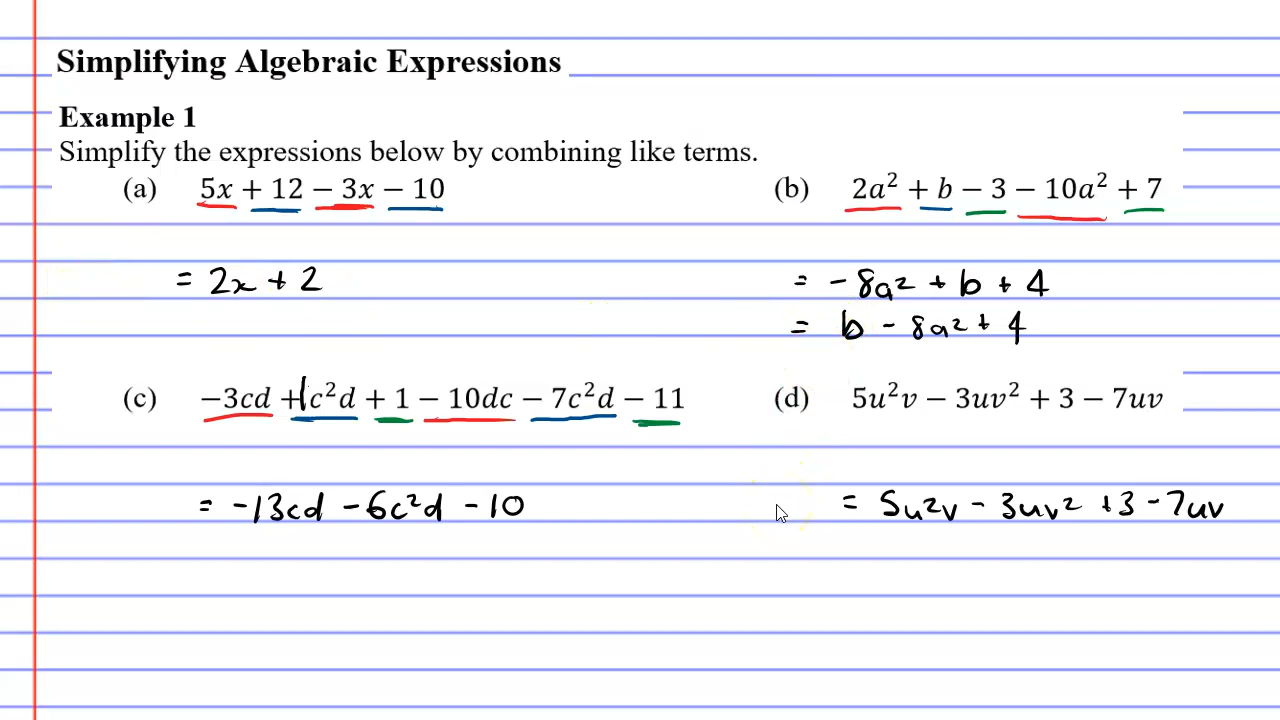 Simplifying Algebraic Expressions
Example 1
Simplify the expressions below by combining like terms.
(a) 5x + 12 − 3x − 10
(b) 2a² + b − 3 − 10a² + 7
= 2x + 2
= -8a² + b + 4
= b - 8a² + 4
(c) −3cd + 1c²d + 1 − 10dc − 7c²d − 11
(d) 5u²v − 3uv² + 3 − 7uv
= -13cd - 6c²d - 10
= 5u²v - 3uv² + 3 - 7uv